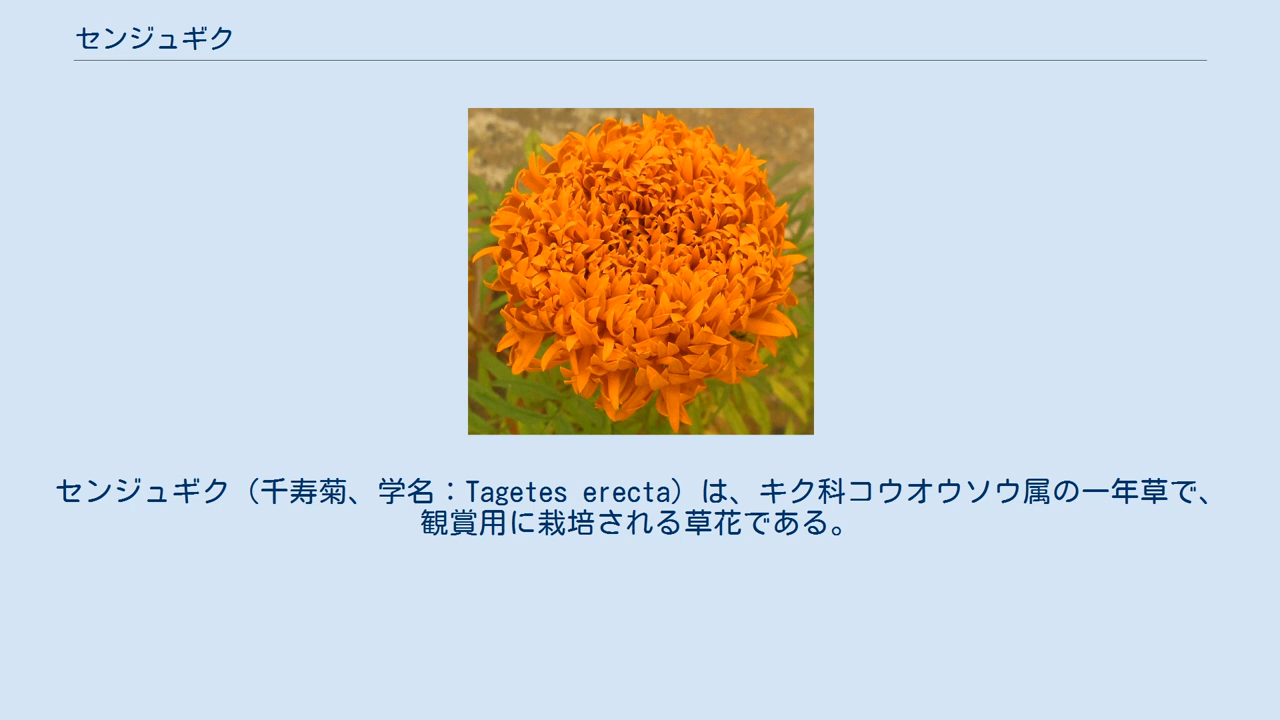 センジュギク
センジュギク（千寿菊、学名：Tagetes erecta）は、キク科コウオウソウ属の一年草で、
観賞用に栽培される草花である。